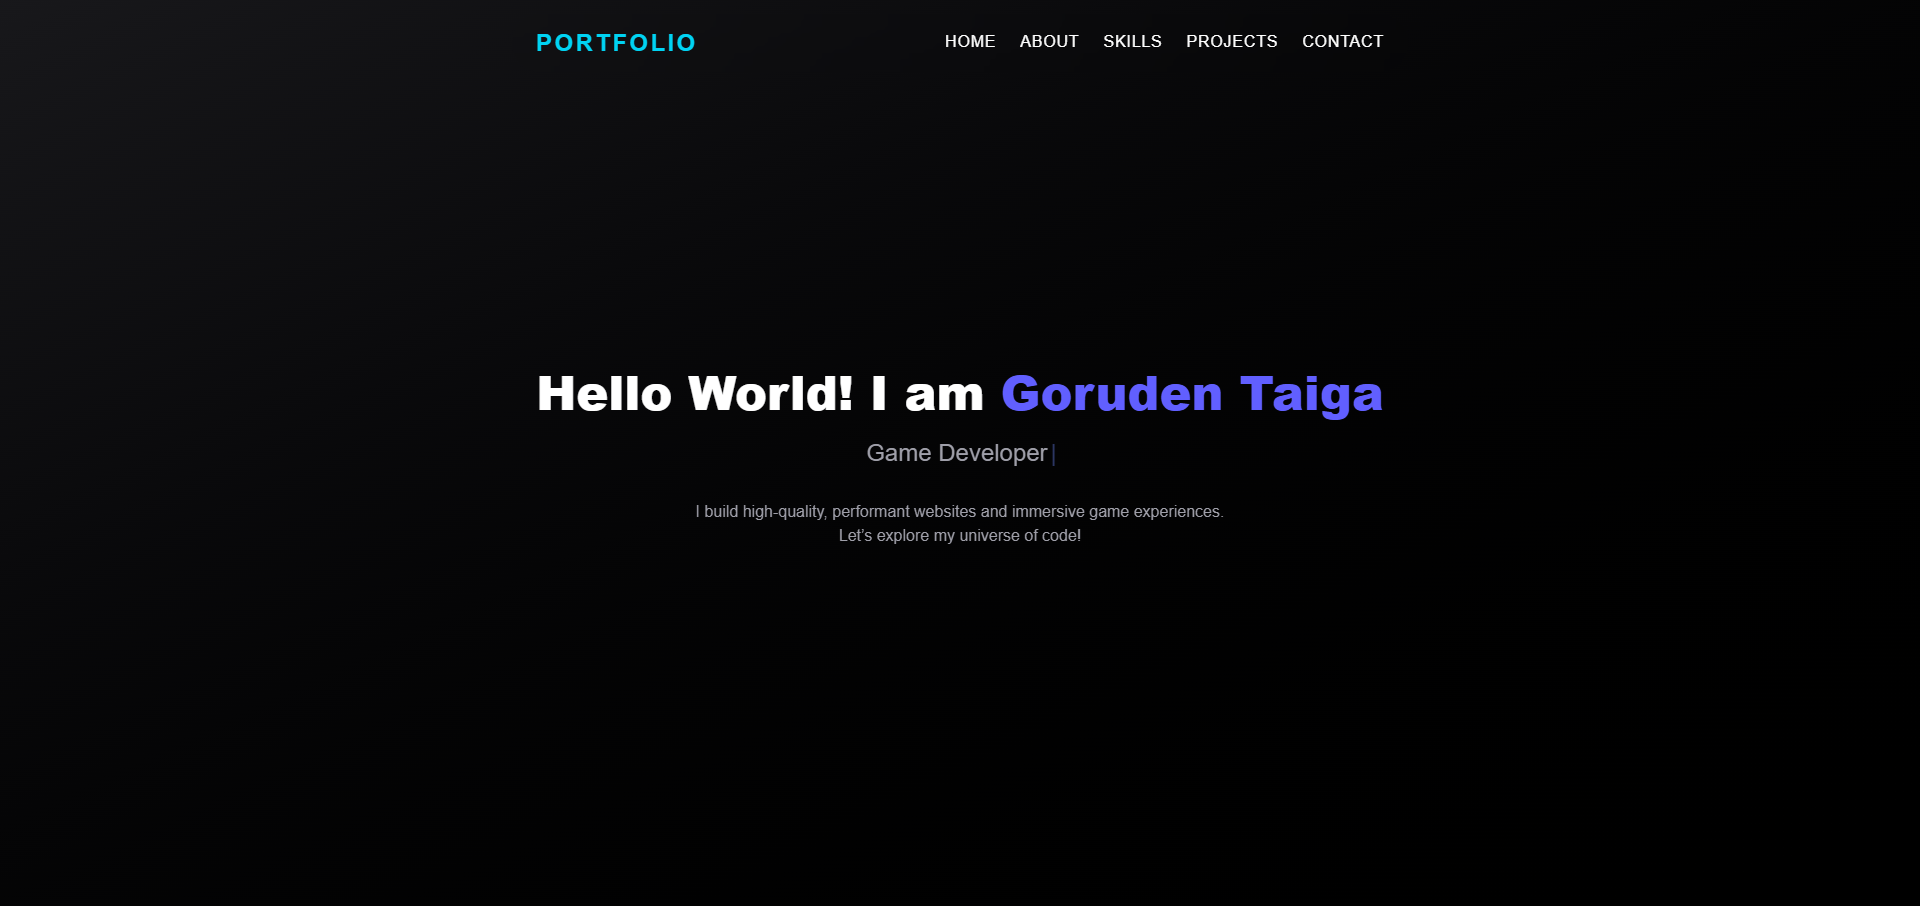 PORTFOLIO
HOME ABOUT SKILLS PROJECTS CONTACT
Hello World! I am Goruden Taiga
Game Developer|
I build high-quality, performant websites and immersive game experiences.
Let’s explore my universe of code!